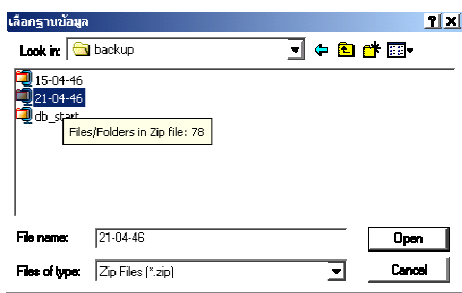 เลือกฐานข้อมูล
Look in: backup
15-04-46
21-04-46
db_start
Files/Folders in Zip file: 78
File name: 21-04-46 Open
Files of type: Zip Files (*.zip) Cancel